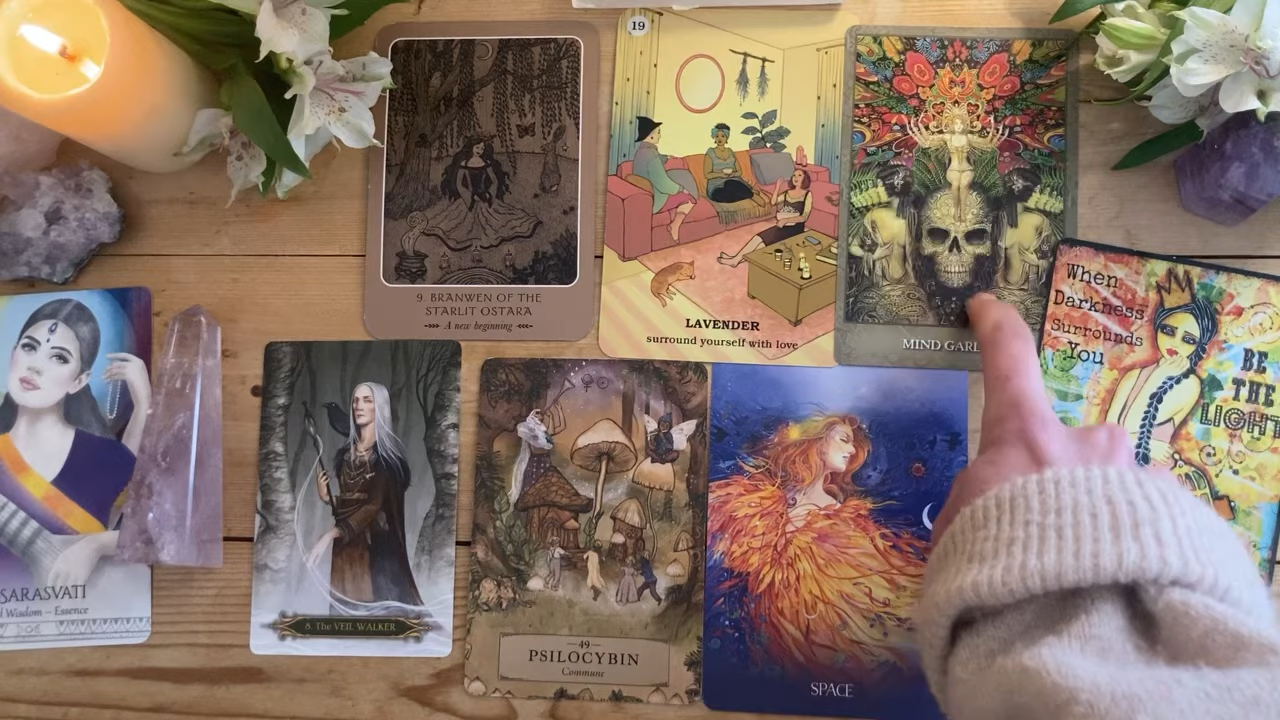 9. BRANWEN OF THE
STARLIT OSTARA
A new beginning
19
LAVENDER
surround yourself with love
MIND
When
Darkness
Surrounds
You
BE
THE
LIGHT
SARASVATI
Wisdom – Essence
8. The VEIL WALKER
49
PSILOCYBIN
Commune
SPACE